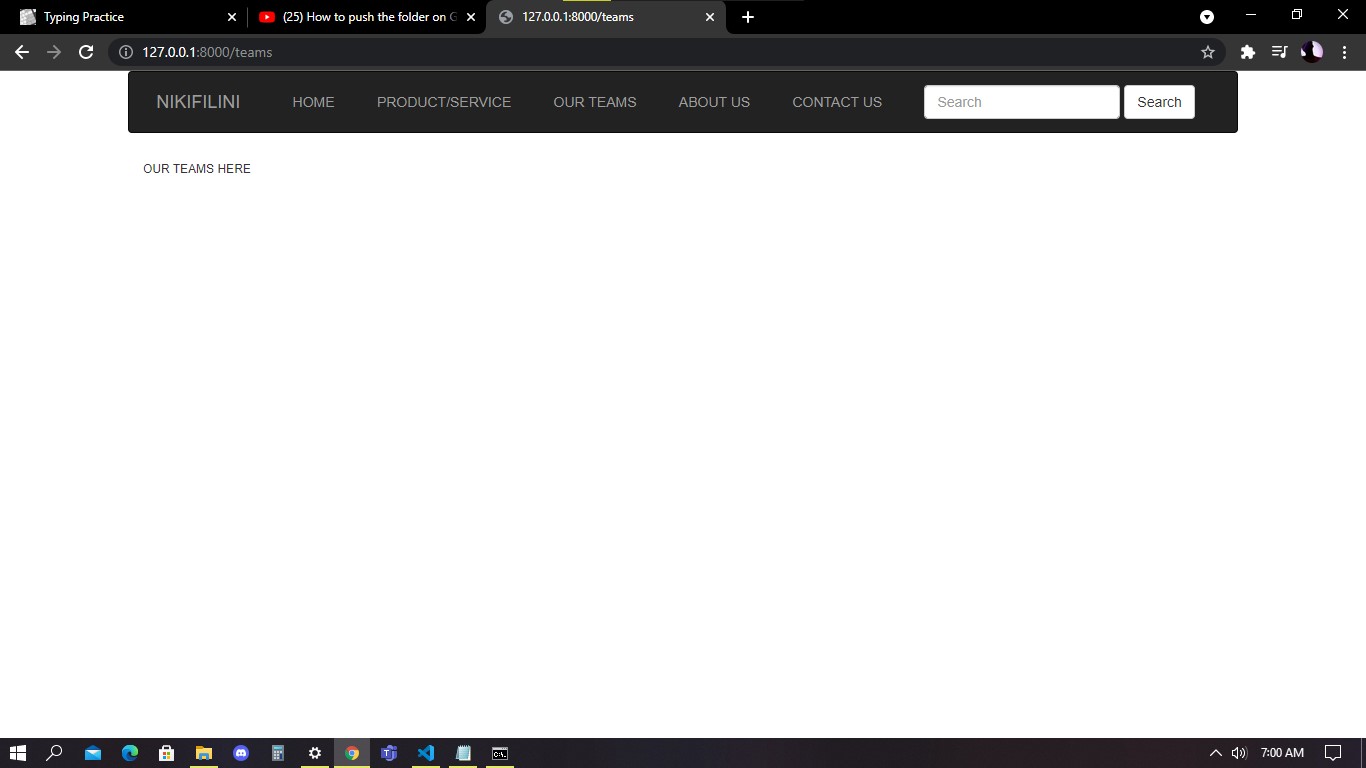 Typing Practice
(25) How to push the folder on G
127.0.0.1:8000/teams
127.0.0.1:8000/teams
NIKIFILINI HOME PRODUCT/SERVICE OUR TEAMS ABOUT US CONTACT US Search Search
OUR TEAMS HERE
7:00 AM